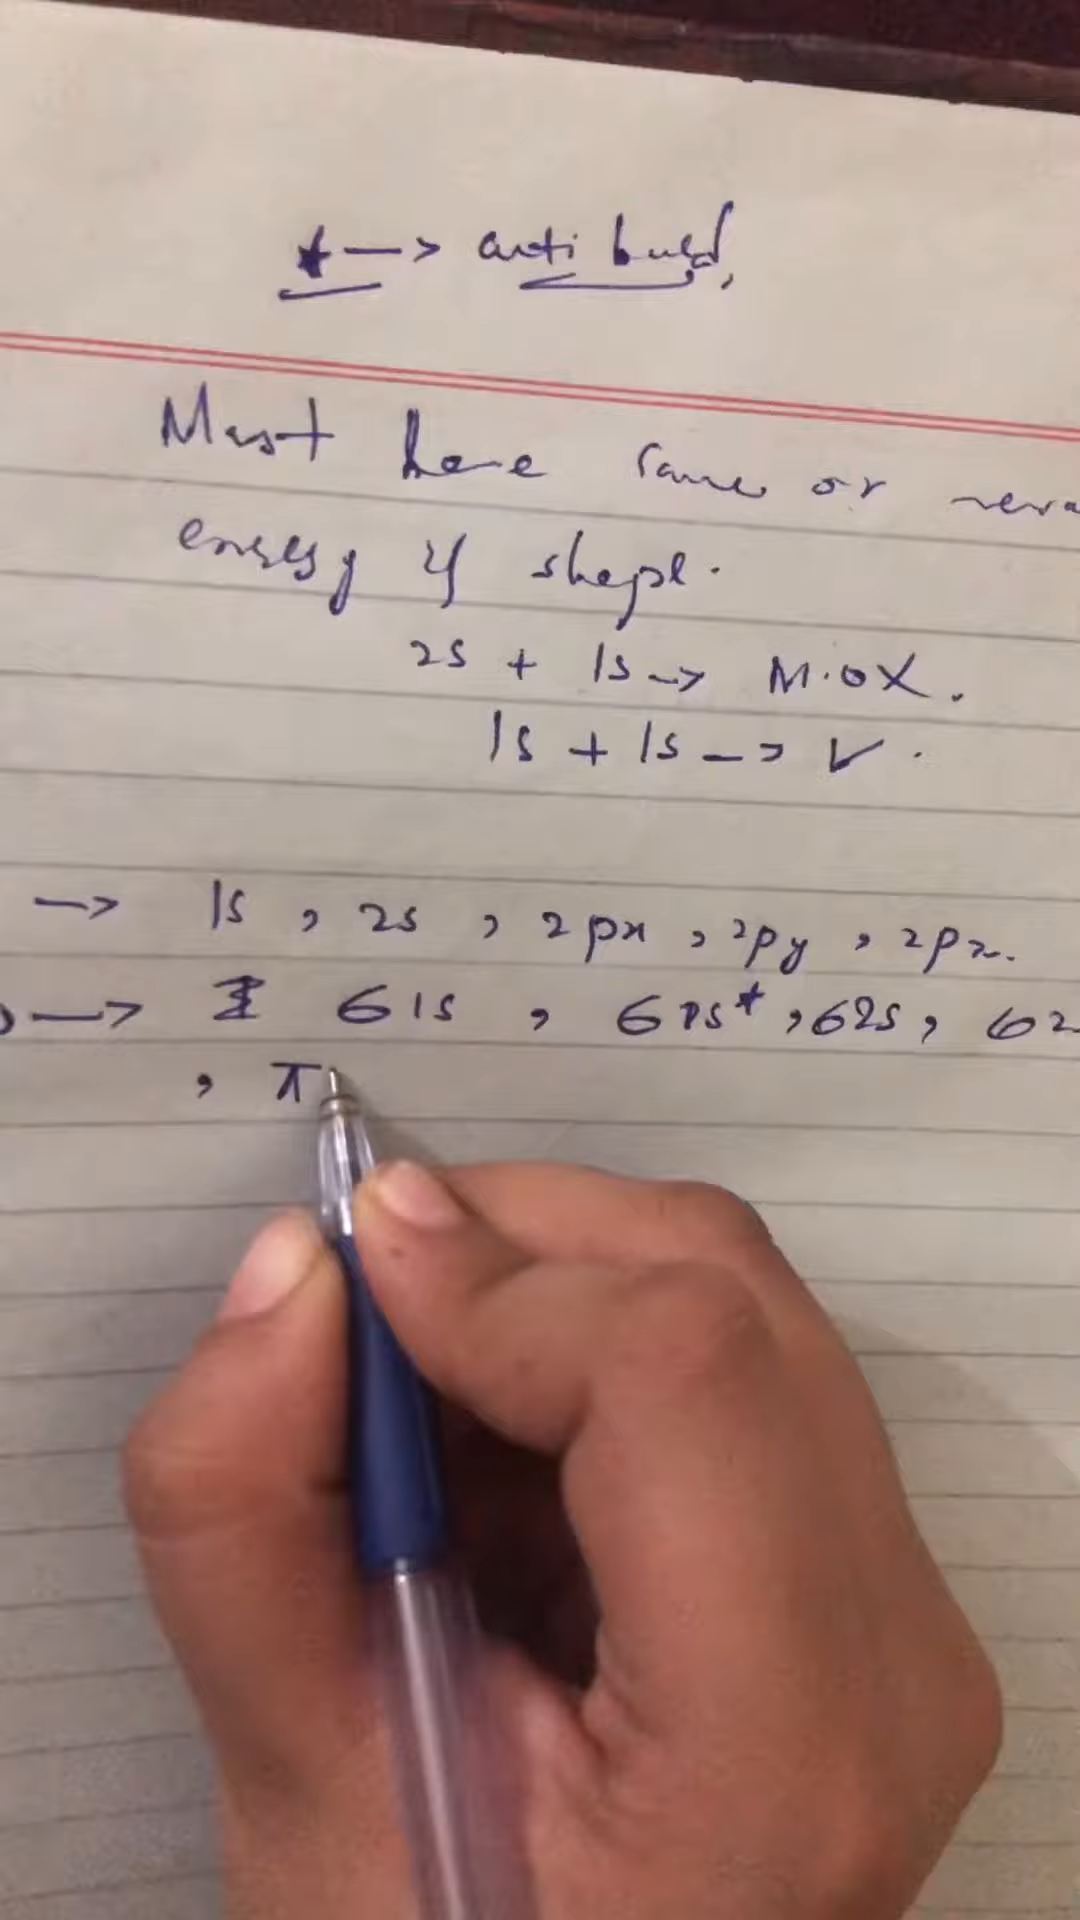 * —> anti bond,
Must have same or
energy & shape.
2s + 1s -> M.O X.
1s + 1s -> ✓.
-> 1s, 2s, 2px, 2py, 2pz.
—> σ1s, σ1s*, σ2s, σ2
, π